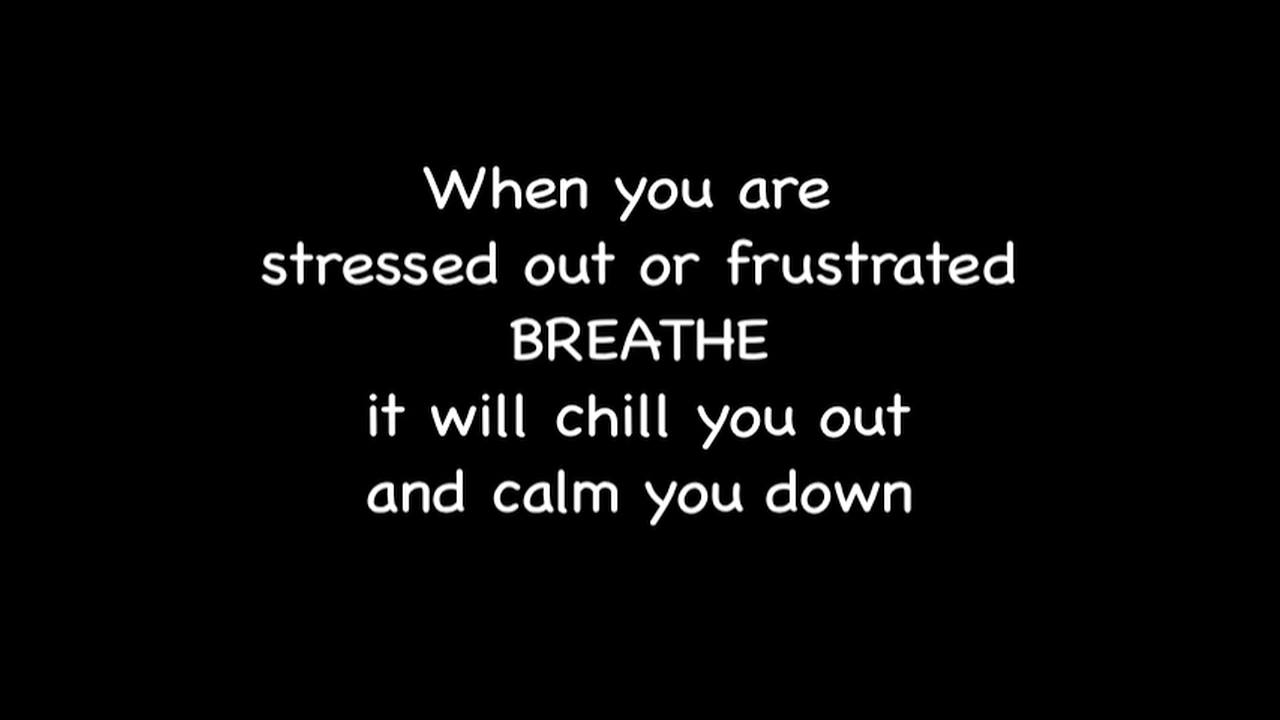 When you are
stressed out or frustrated
BREATHE
it will chill you out
and calm you down